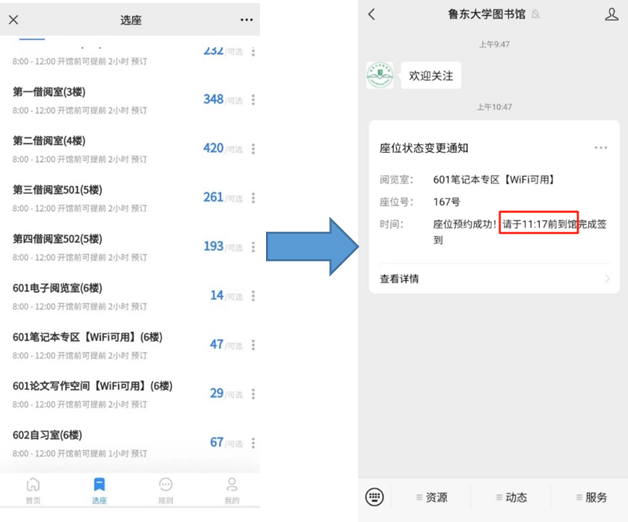 选座
232/可选
8:00 - 12:00 开馆前可提前 2小时 预订
第一借阅室(3楼)
348/可选
8:00 - 12:00 开馆前可提前 2小时 预订
第二借阅室(4楼)
420/可选
8:00 - 12:00 开馆前可提前 2小时 预订
第三借阅室501(5楼)
261/可选
8:00 - 12:00 开馆前可提前 2小时 预订
第四借阅室502(5楼)
193/可选
8:00 - 12:00 开馆前可提前 2小时 预订
601电子阅览室(6楼)
14/可选
8:00 - 12:00 开馆前可提前 2小时 预订
601笔记本专区【WiFi可用】(6楼)
47/可选
8:00 - 12:00 开馆前可提前 2小时 预订
601论文写作空间【WiFi可用】(6楼)
29/可选
8:00 - 12:00 开馆前可提前 2小时 预订
602自习室(6楼)
67/可选
8:00 - 12:00 开馆前可提前 1小时 预订
首页 选座 规则 我的
鲁东大学图书馆
上午9:47
欢迎关注
上午10:47
座位状态变更通知
阅览室: 601笔记本专区【WiFi可用】
座位号: 167号
时间: 座位预约成功！请于11:17前到馆完成签
到
查看详情
资源 动态 服务